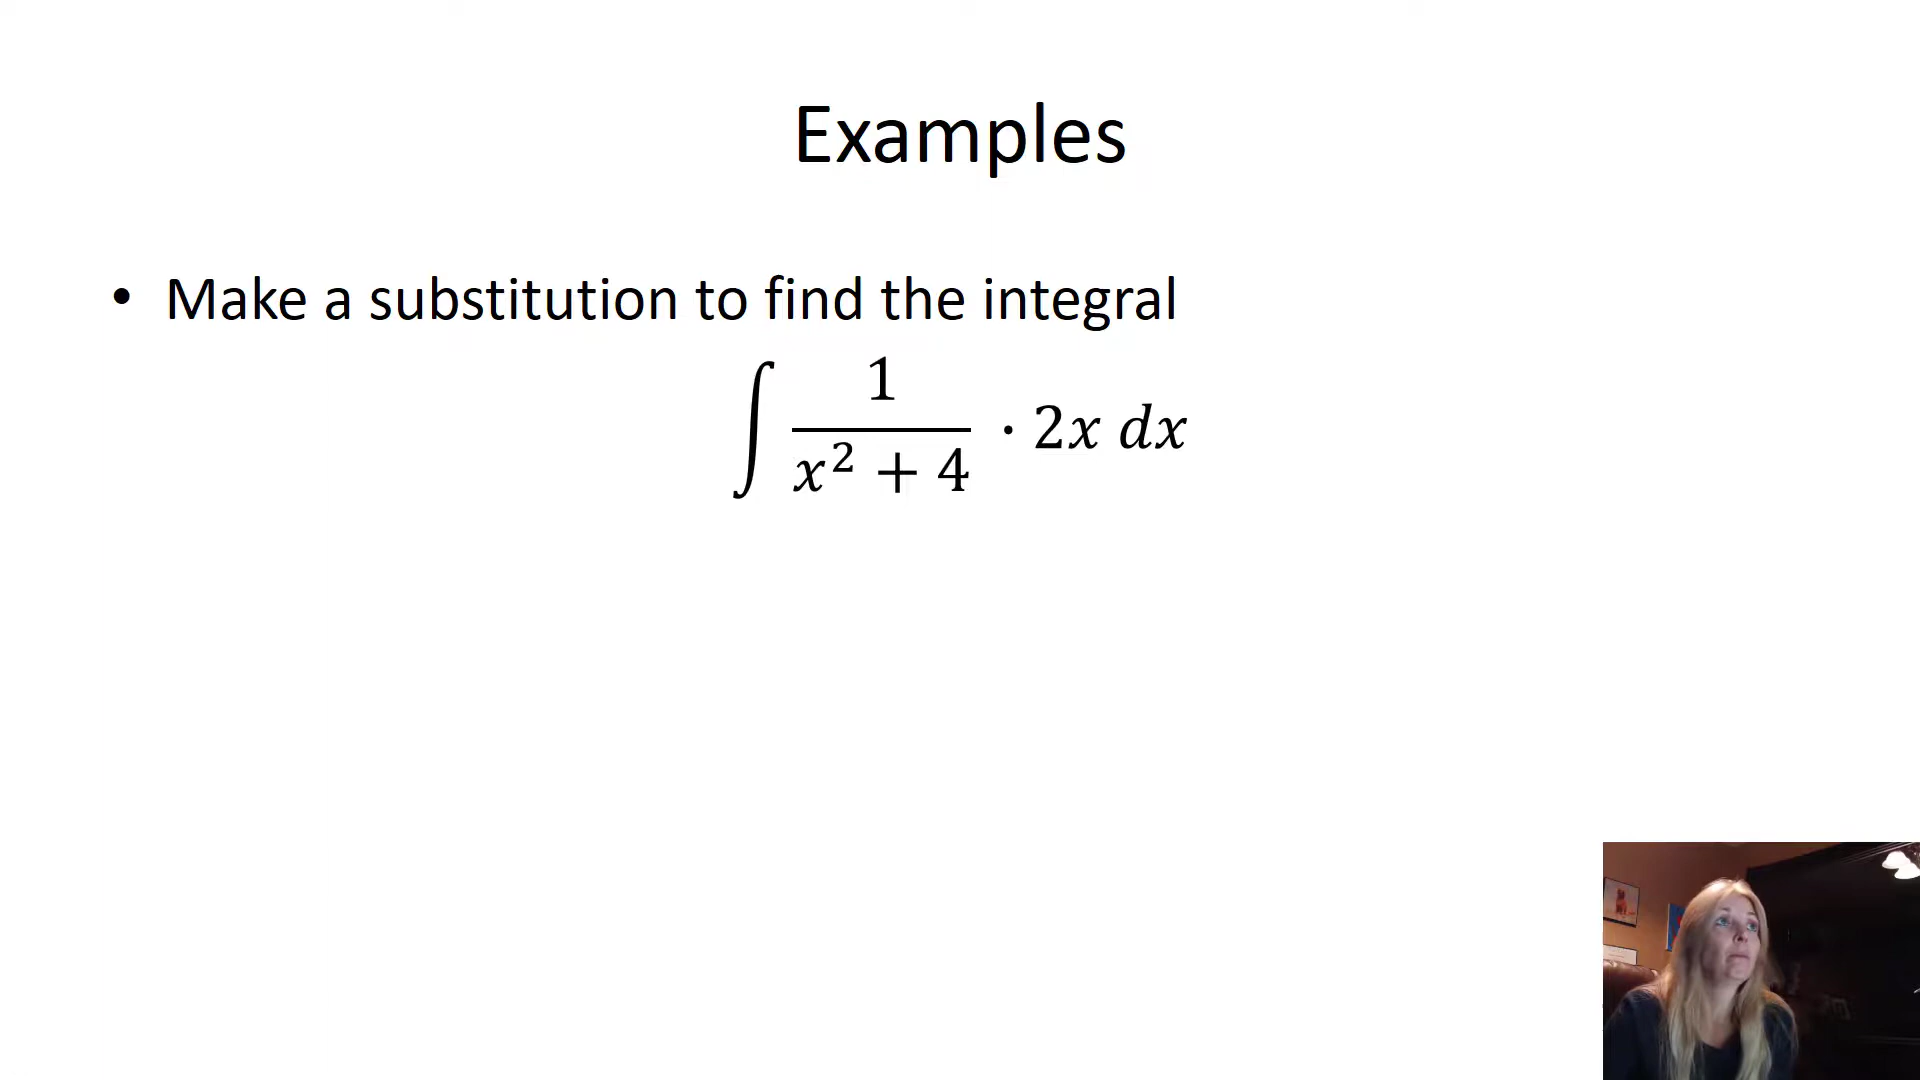 Examples
• Make a substitution to find the integral
∫ 1/(x² + 4) · 2x dx